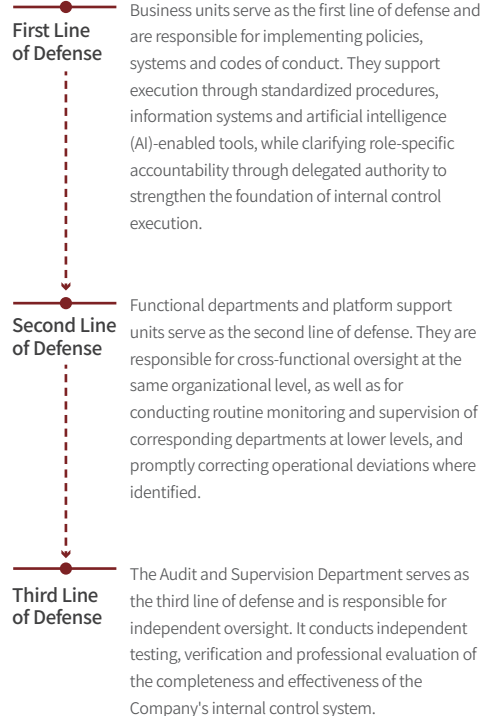 First Line
of Defense
Business units serve as the first line of defense and
are responsible for implementing policies,
systems and codes of conduct. They support
execution through standardized procedures,
information systems and artificial intelligence
(AI)-enabled tools, while clarifying role-specific
accountability through delegated authority to
strengthen the foundation of internal control
execution.
Second Line
of Defense
Functional departments and platform support
units serve as the second line of defense. They are
responsible for cross-functional oversight at the
same organizational level, as well as for
conducting routine monitoring and supervision of
corresponding departments at lower levels, and
promptly correcting operational deviations where
identified.
Third Line
of Defense
The Audit and Supervision Department serves as
the third line of defense and is responsible for
independent oversight. It conducts independent
testing, verification and professional evaluation of
the completeness and effectiveness of the
Company's internal control system.